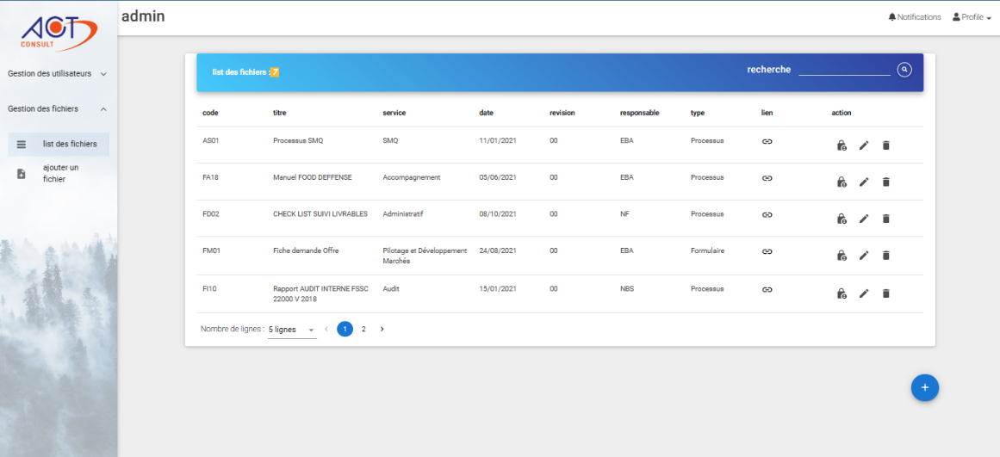 ACT
CONSULT
admin
Notifications
Profile
Gestion des utilisateurs
Gestion des fichiers
list des fichiers
ajouter un
fichier
list des fichiers :7
recherche
code titre service date revision responsable type lien action
AS01 Processus SMQ SMQ 11/01/2021 00 EBA Processus
FA18 Manuel FOOD DEFFENSE Accompagnement 05/06/2021 00 EBA Processus
FD02 CHECK LIST SUIVI LIVRABLES Administratif 08/10/2021 00 NF Processus
FM01 Fiche demande Offre Pilotage et Développement 24/08/2021 00 EBA Formulaire
Marchés
FI10 Rapport AUDIT INTERNE FSSC Audit 15/01/2021 00 NBS Processus
22000 V 2018
Nombre de lignes : 5 lignes < 1 2 >
+